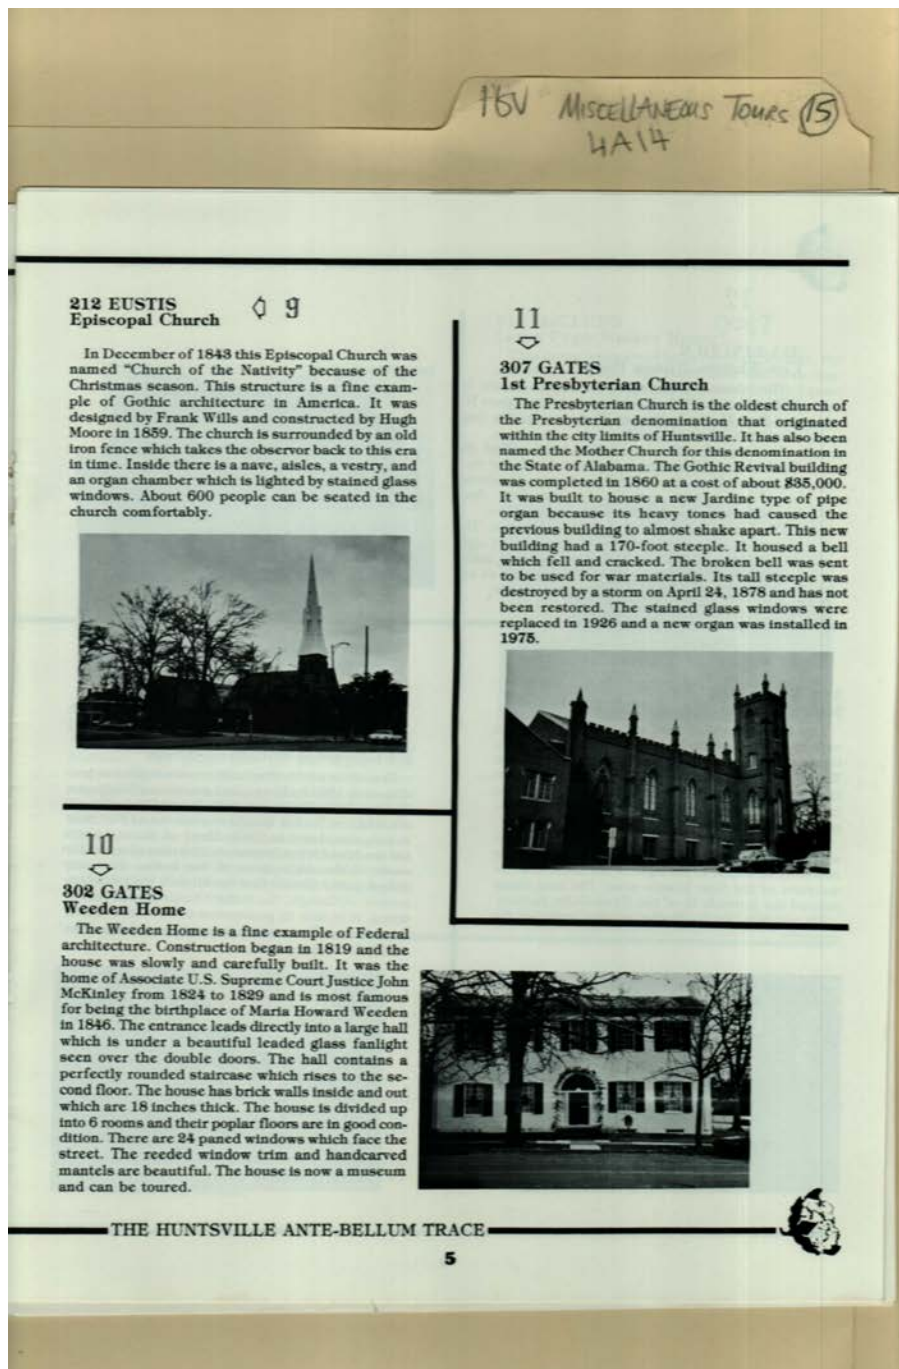 HSV MISCELLANEOUS TOURS 15
4A14
212 EUSTIS
Episcopal Church
9
In December of 1843 this Episcopal Church was
named “Church of the Nativity” because of the
Christmas season. This structure is a fine exam-
ple of Gothic architecture in America. It was
designed by Frank Wills and constructed by Hugh
Moore in 1859. The church is surrounded by an old
iron fence which takes the observor back to this era
in time. Inside there is a nave, aisles, a vestry, and
an organ chamber which is lighted by stained glass
windows. About 600 people can be seated in the
church comfortably.
10
302 GATES
Weeden Home
The Weeden Home is a fine example of Federal
architecture. Construction began in 1819 and the
house was slowly and carefully built. It was the
home of Associate U.S. Supreme Court Justice John
McKinley from 1824 to 1829 and is most famous
for being the birthplace of Maria Howard Weeden
in 1846. The entrance leads directly into a large hall
which is under a beautiful leaded glass fanlight
seen over the double doors. The hall contains a
perfectly rounded staircase which rises to the se-
cond floor. The house has brick walls inside and out
which are 18 inches thick. The house is divided up
into 6 rooms and their poplar floors are in good con-
dition. There are 24 paned windows which face the
street. The reeded window trim and handcarved
mantels are beautiful. The house is now a museum
and can be toured.
11
307 GATES
1st Presbyterian Church
The Presbyterian Church is the oldest church of
the Presbyterian denomination that originated
within the city limits of Huntsville. It has also been
named the Mother Church for this denomination in
the State of Alabama. The Gothic Revival building
was completed in 1860 at a cost of about $35,000.
It was built to house a new Jardine type of pipe
organ because its heavy tones had caused the
previous building to almost shake apart. This new
building had a 170-foot steeple. It housed a bell
which fell and cracked. The broken bell was sent
to be used for war materials. Its tall steeple was
destroyed by a storm on April 24, 1878 and has not
been restored. The stained glass windows were
replaced in 1926 and a new organ was installed in
1975.
THE HUNTSVILLE ANTE-BELLUM TRACE
5